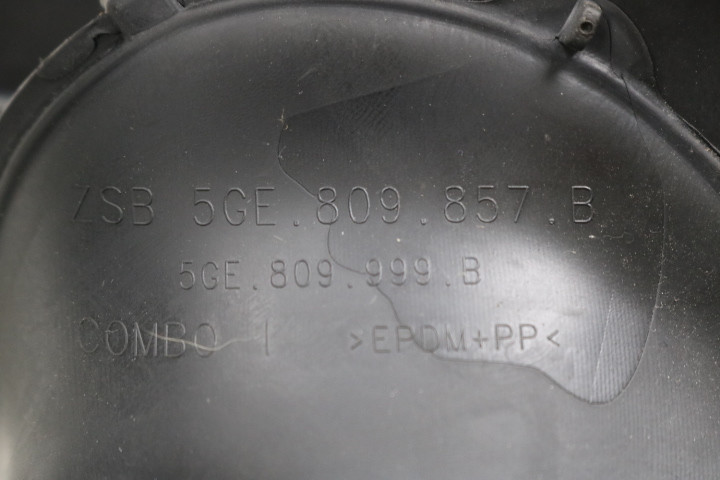 ZSB 5GE.809.857.B
5GE.809.999.B
COMBO I >EPDM+PP<